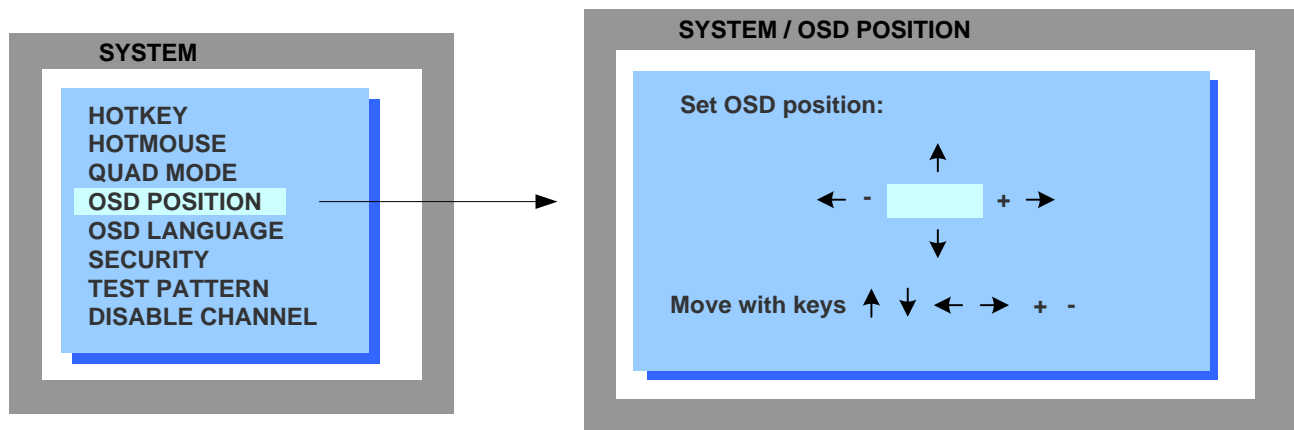 SYSTEM
HOTKEY
HOTMOUSE
QUAD MODE
OSD POSITION
OSD LANGUAGE
SECURITY
TEST PATTERN
DISABLE CHANNEL
SYSTEM / OSD POSITION
Set OSD position:
↑
← - + →
↓
Move with keys ↑ ↓ ← → + -